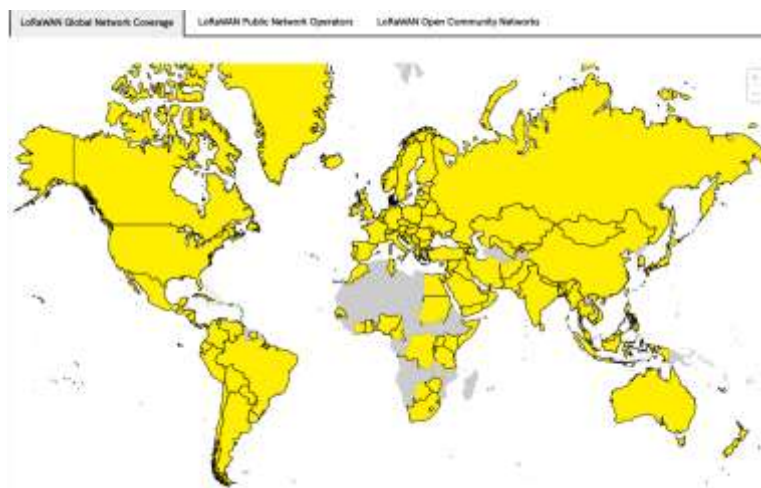 LoRaWAN Global Network Coverage
LoRaWAN Public Network Operators
LoRaWAN Open Community Networks